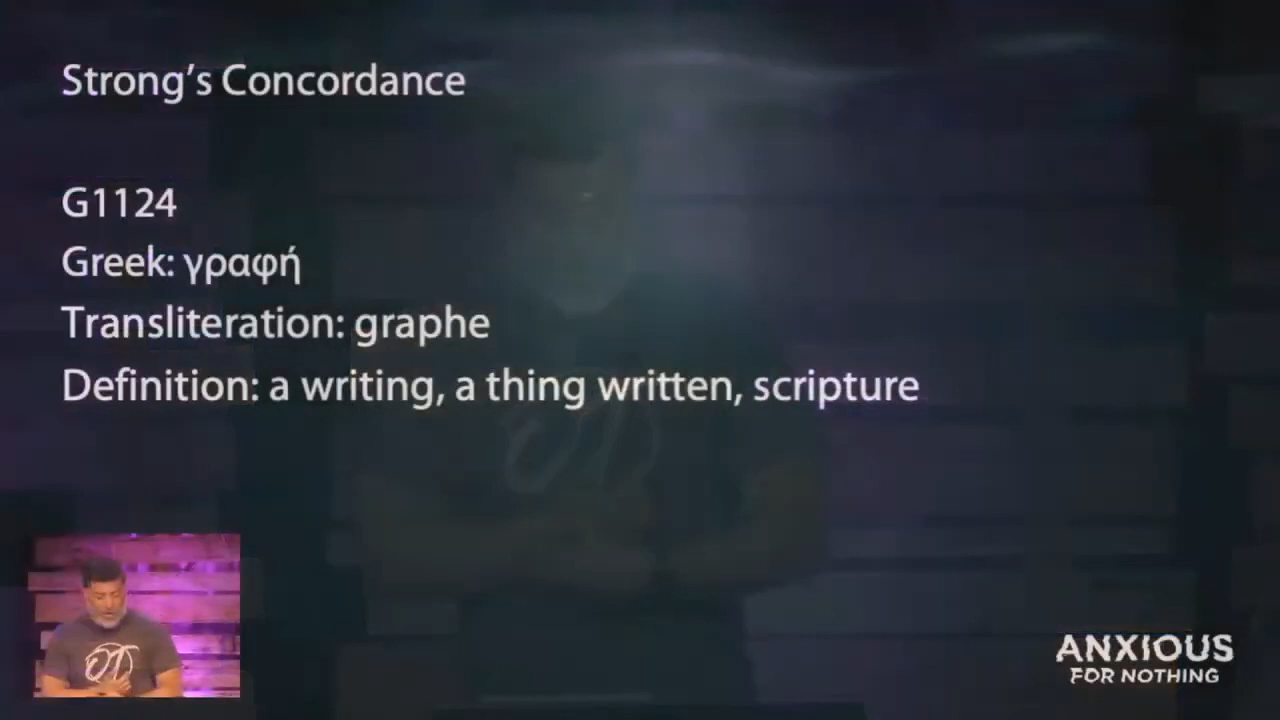 Strong’s Concordance
G1124
Greek: γραφή
Transliteration: graphe
Definition: a writing, a thing written, scripture
ANXIOUS
FOR NOTHING